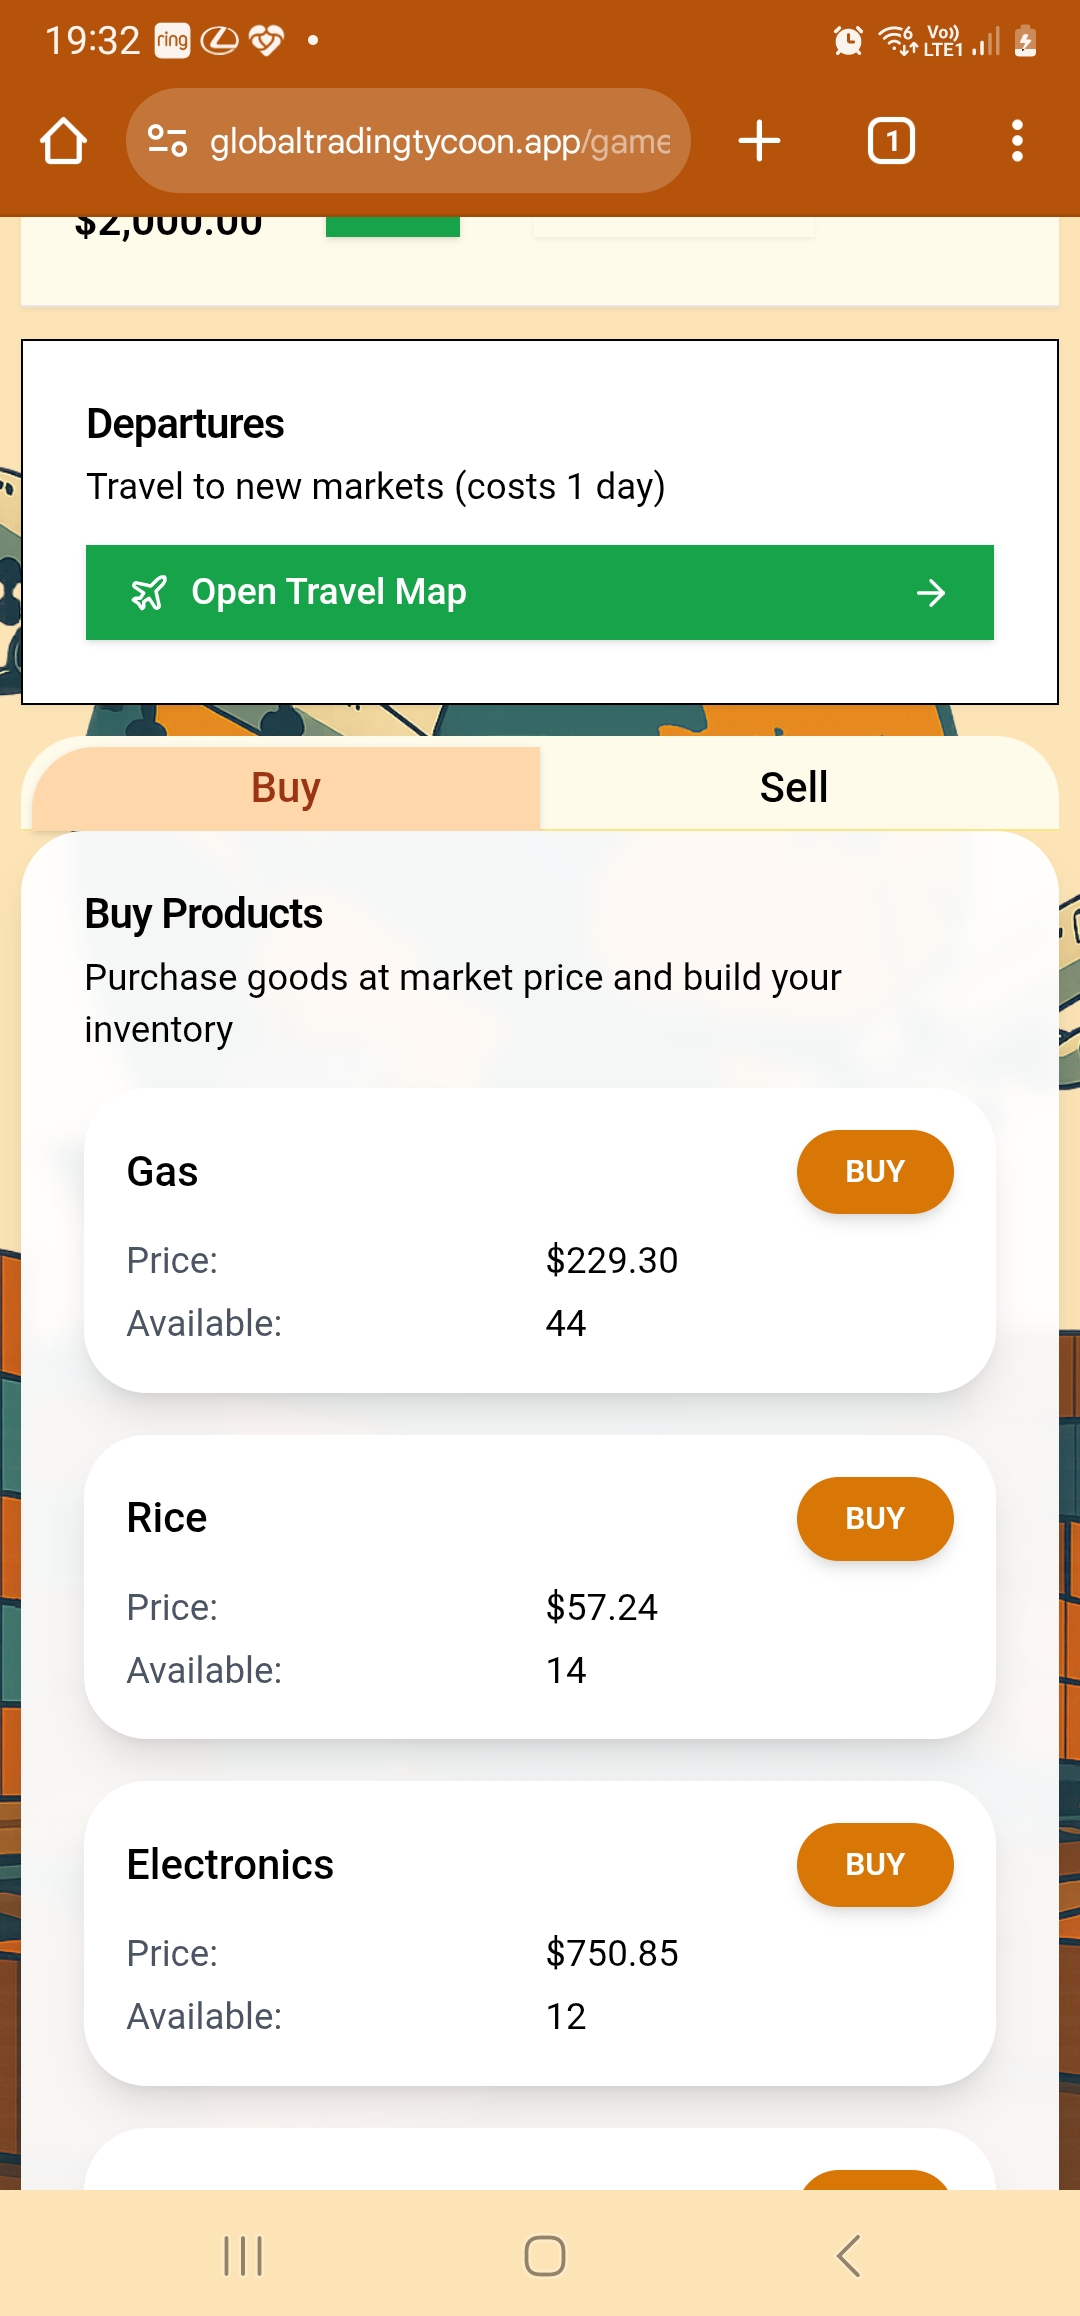 19:32 ring Vo)) LTE1
6
globaltradingtycoon.app/game
1
$2,000.00
Departures
Travel to new markets (costs 1 day)
Open Travel Map
Buy Sell
Buy Products
Purchase goods at market price and build your
inventory
Gas BUY
Price: $229.30
Available: 44
Rice BUY
Price: $57.24
Available: 14
Electronics BUY
Price: $750.85
Available: 12